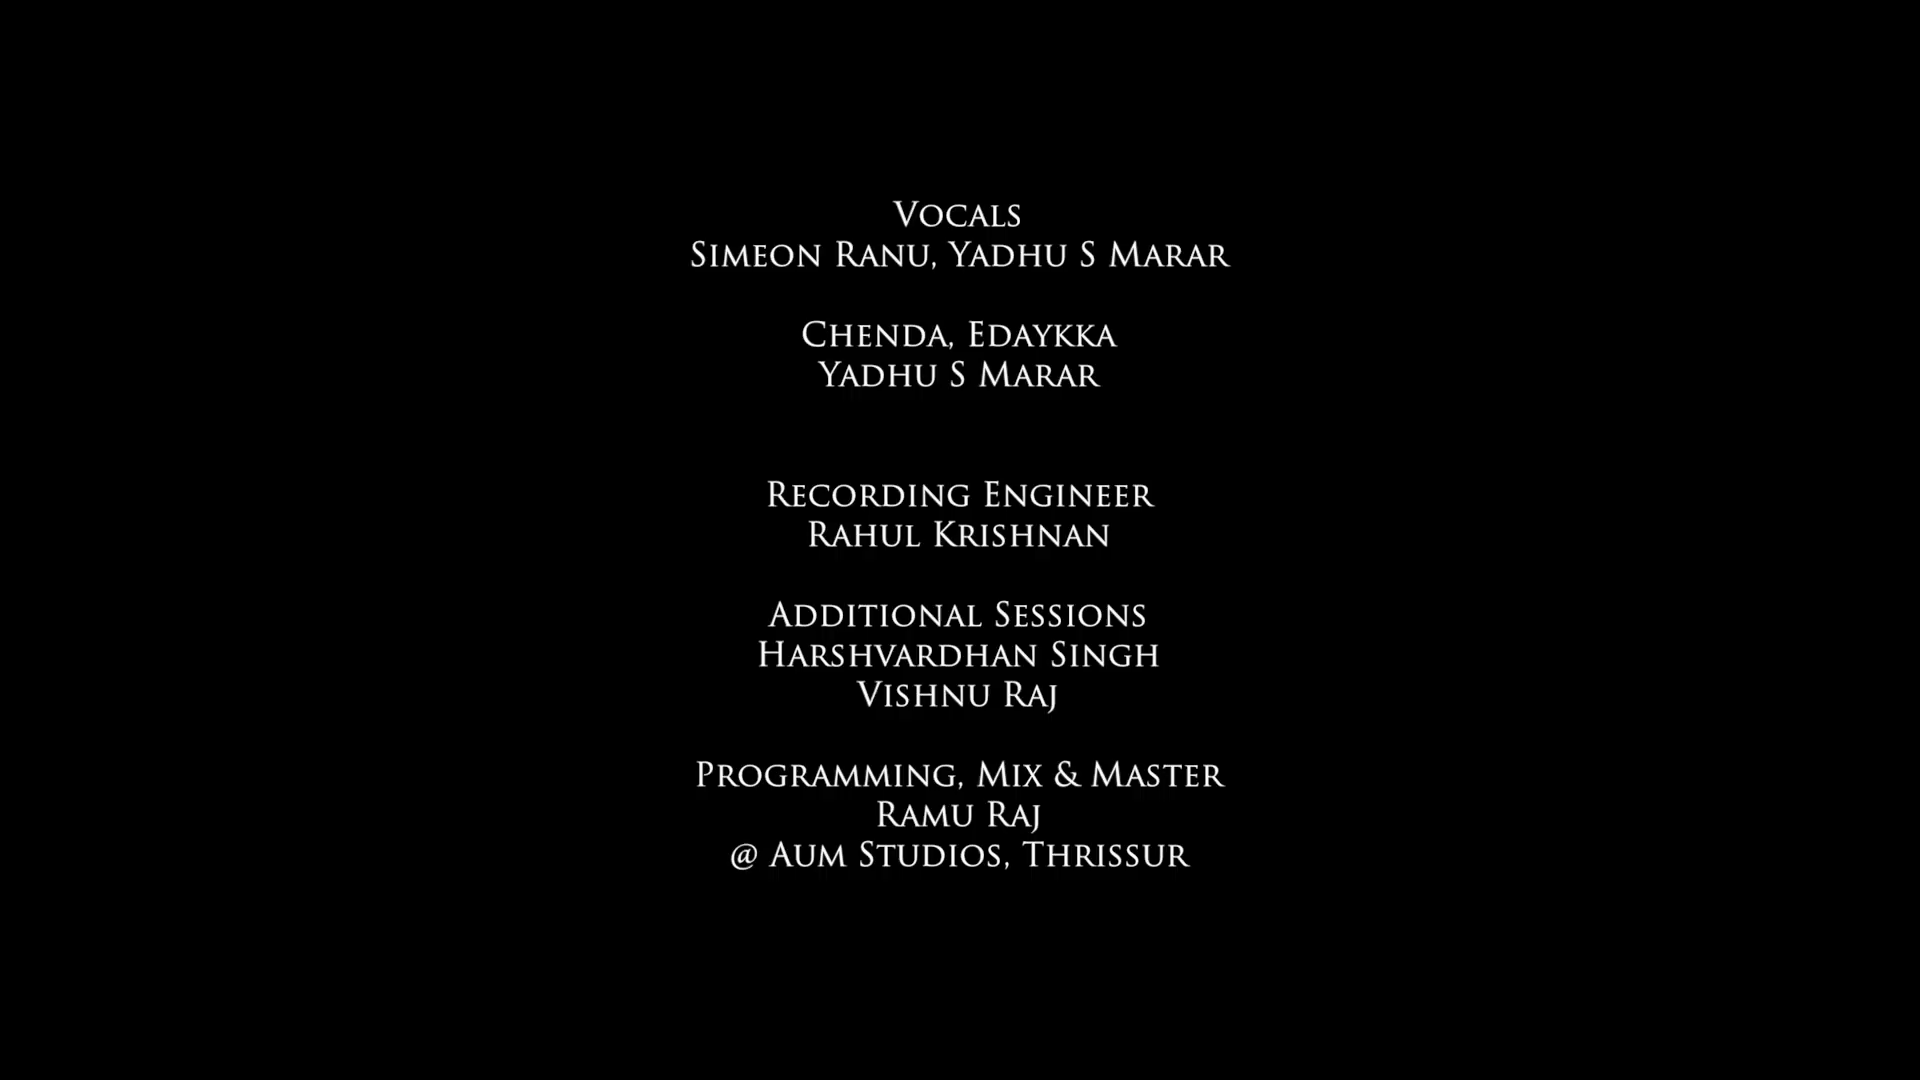 Vocals
Simeon Ranu, Yadhu S Marar
Chenda, Edaykka
Yadhu S Marar
Recording Engineer
Rahul Krishnan
Additional Sessions
Harshvardhan Singh
Vishnu Raj
Programming, Mix & Master
Ramu Raj
@ Aum Studios, Thrissur